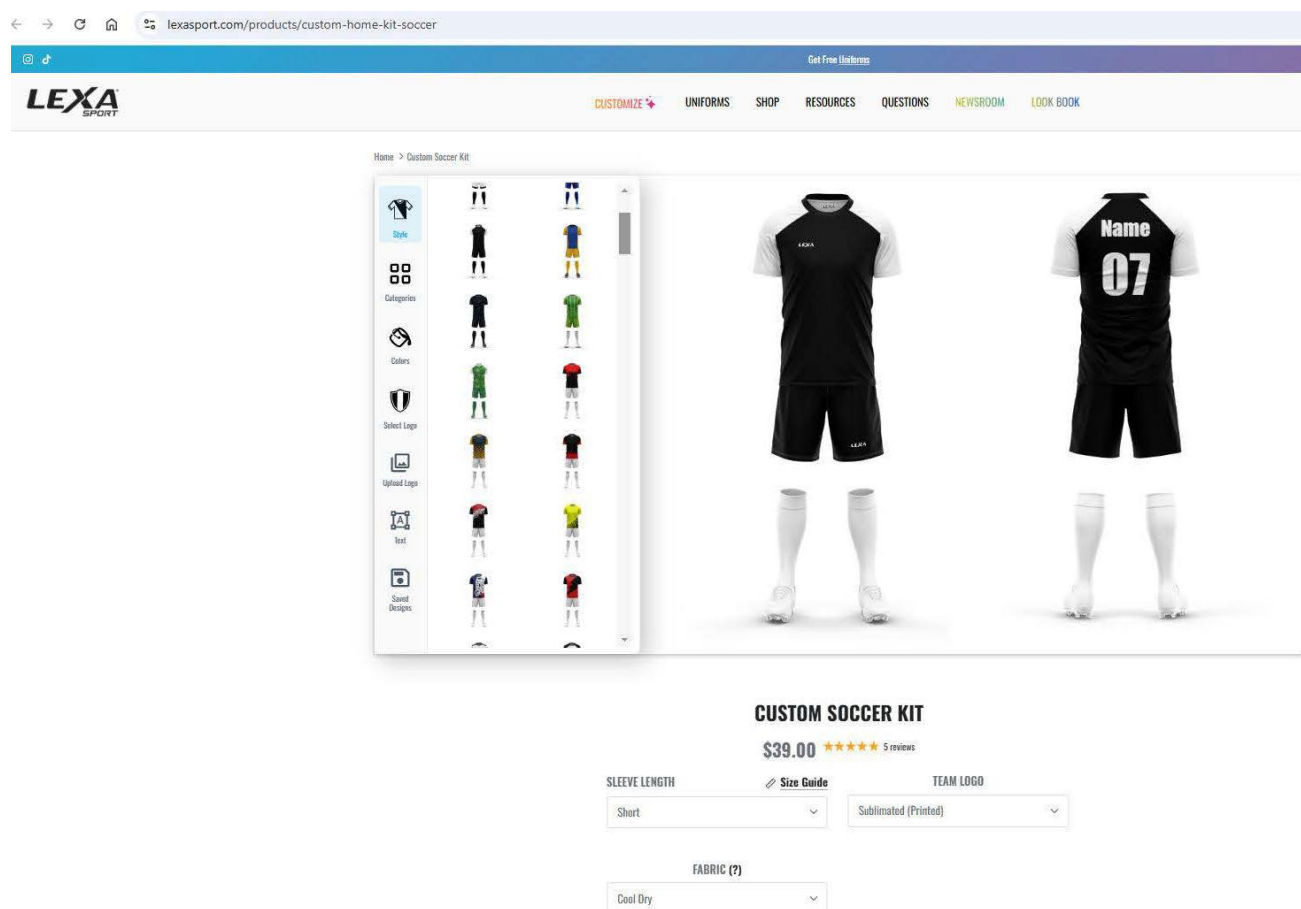 lexasport.com/products/custom-home-kit-soccer
Get Free Uniforms
LEXA
SPORT
CUSTOMIZE UNIFORMS SHOP RESOURCES QUESTIONS NEWSROOM LOOK BOOK
Home > Custom Soccer Kit
Style
Categories
Colors
Select Logo
Upload Logo
A
Text
Saved
Designs
LEXA
LEXA
Name
07
CUSTOM SOCCER KIT
$39.00 5 reviews
SLEEVE LENGTH Size Guide TEAM LOGO
Short Sublimated (Printed)
FABRIC (?)
Cool Dry